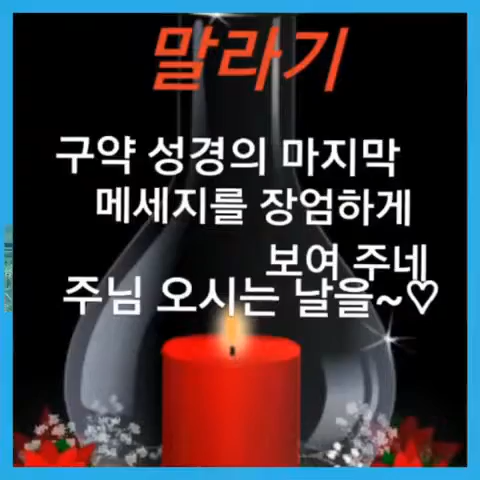 말라기
구약 성경의 마지막
메세지를 장엄하게
보여 주네
주님 오시는 날을~♡